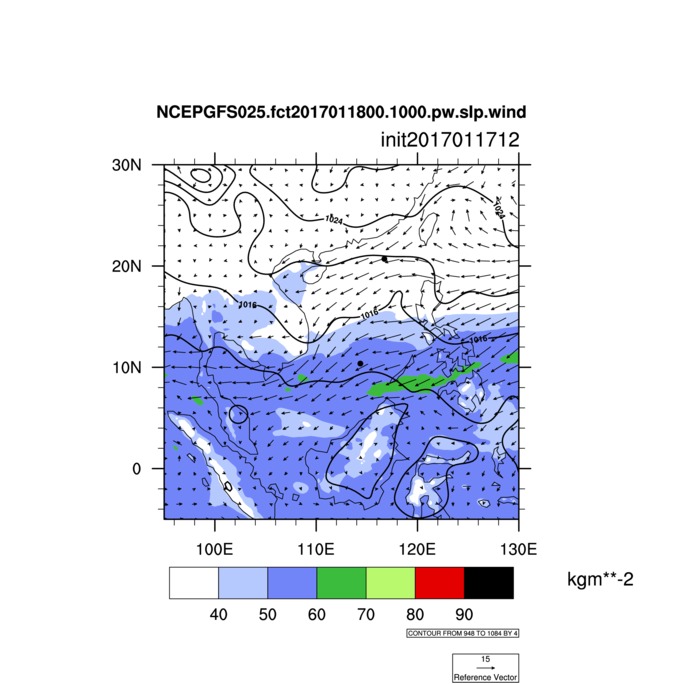 NCEPGFS025.fct2017011800.1000.pw.slp.wind
init2017011712
30N
1024
1024
20N
1016
1016
1016
10N
0
100E 110E 120E 130E
kgm**-2
40 50 60 70 80 90
CONTOUR FROM 948 TO 1084 BY 4
15
Reference Vector